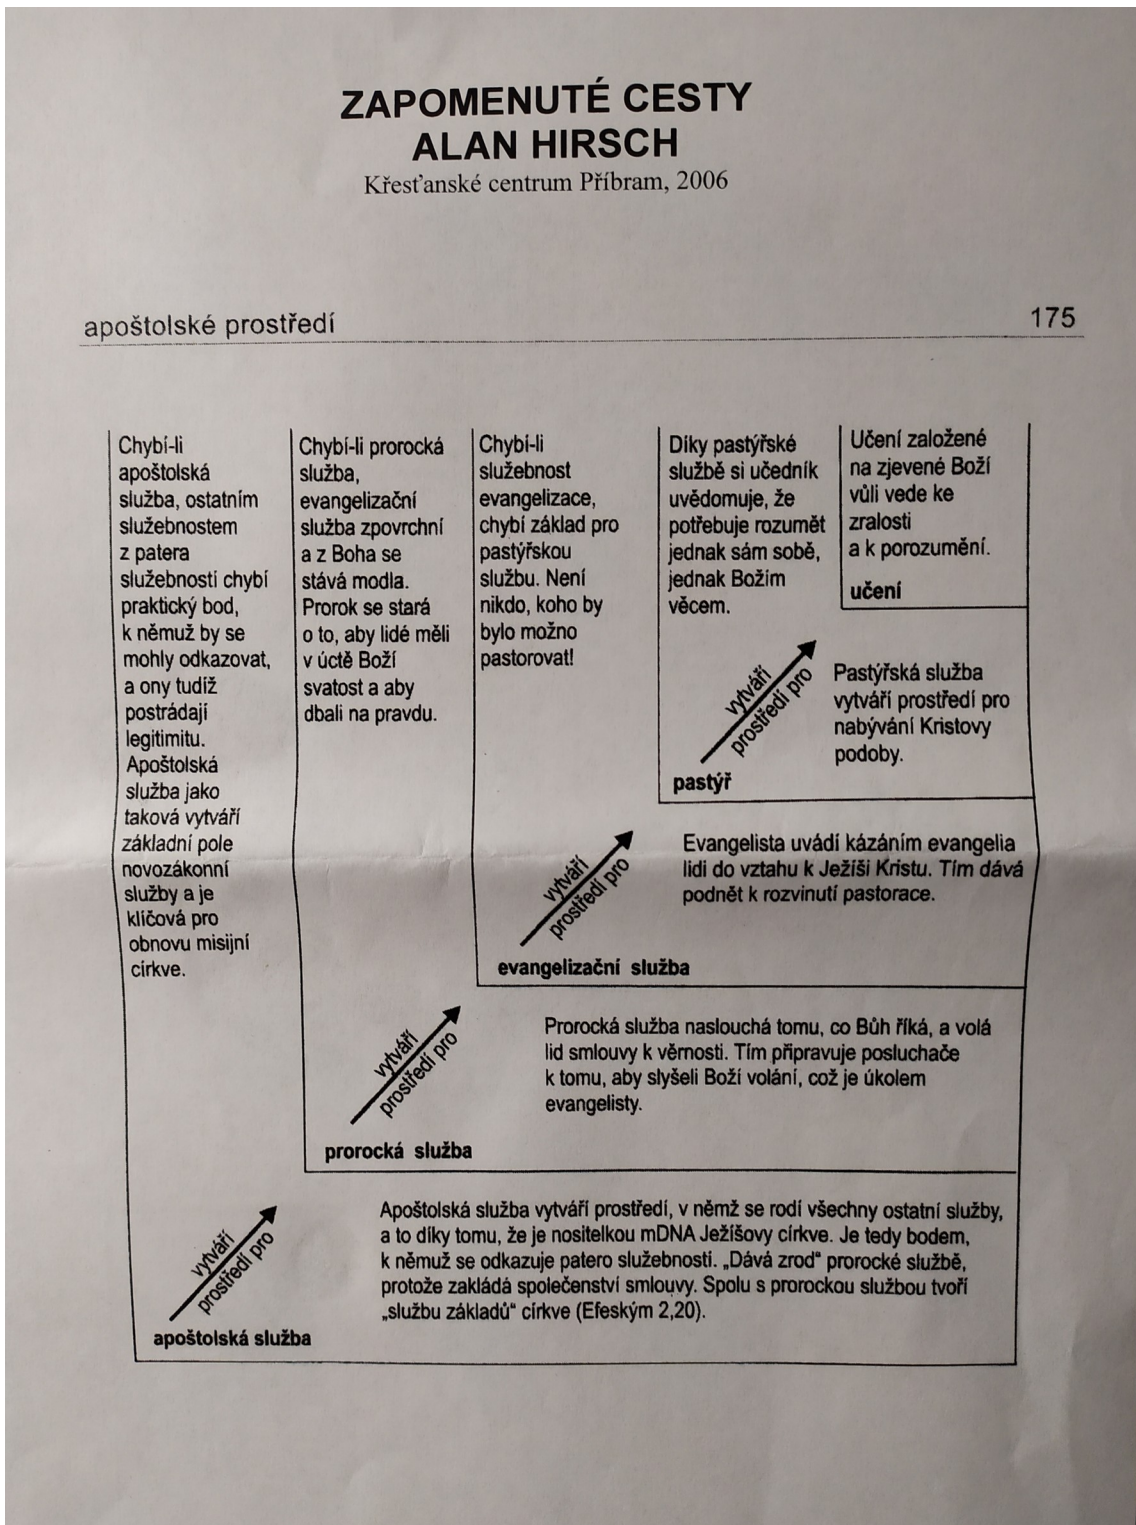 ZAPOMENUTÉ CESTY
ALAN HIRSCH
Křesťanské centrum Příbram, 2006
apoštolské prostředí
175
Chybí-li
apoštolská
služba, ostatním
služebnostem
z patera
služebnosti chybí
praktický bod,
k němuž by se
mohly odkazovat,
a ony tudíž
postrádají
legitimitu.
Apoštolská
služba jako
taková vytváří
základní pole
novozákonní
služby a je
klíčová pro
obnovu misijní
církve.
Chybí-li prorocká
služba,
evangelizační
služba zpovrchní
a z Boha se
stává modla.
Prorok se stará
o to, aby lidé měli
v úctě Boží
svatost a aby
dbali na pravdu.
Chybí-li
služebnost
evangelizace,
chybí základ pro
pastýřskou
službu. Není
nikdo, koho by
bylo možno
pastorovat!
Díky pastýřské
službě si učedník
uvědomuje, že
potřebuje rozumět
jednak sám sobě,
jednak Božím
věcem.
Učení založené
na zjevené Boží
vůli vede ke
zralosti
a k porozumění.
učení
vytváří
prostředí pro
Pastýřská služba
vytváří prostředí pro
nabývání Kristovy
podoby.
pastýř
vytváří
prostředí pro
Evangelista uvádí kázáním evangelia
lidi do vztahu k Ježíši Kristu. Tím dává
podnět k rozvinutí pastorace.
evangelizační služba
vytváří
prostředí pro
Prorocká služba naslouchá tomu, co Bůh říká, a volá
lid smlouvy k věrnosti. Tím připravuje posluchače
k tomu, aby slyšeli Boží volání, což je úkolem
evangelisty.
prorocká služba
vytváří
prostředí pro
Apoštolská služba vytváří prostředí, v němž se rodí všechny ostatní služby,
a to díky tomu, že je nositelkou mDNA Ježíšovy církve. Je tedy bodem,
k němuž se odkazuje patero služebnosti. „Dává zrod“ prorocké službě,
protože zakládá společenství smlouvy. Spolu s prorockou službou tvoří
„službu základů“ církve (Efeským 2,20).
apoštolská služba